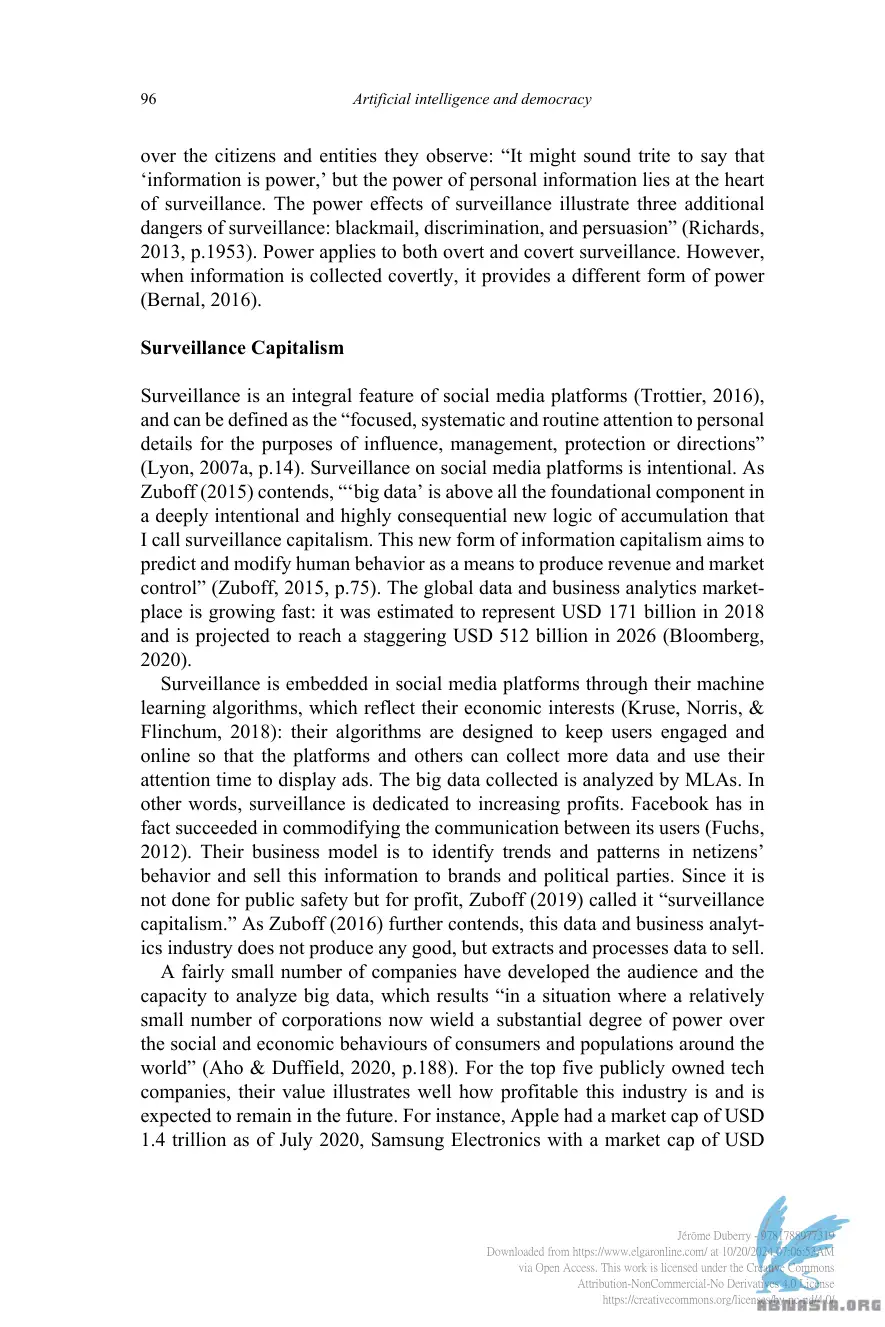 96
Artificial intelligence and democracy
over the citizens and entities they observe: “It might sound trite to say that
‘information is power,’ but the power of personal information lies at the heart
of surveillance. The power effects of surveillance illustrate three additional
dangers of surveillance: blackmail, discrimination, and persuasion” (Richards,
2013, p.1953). Power applies to both overt and covert surveillance. However,
when information is collected covertly, it provides a different form of power
(Bernal, 2016).
Surveillance Capitalism
Surveillance is an integral feature of social media platforms (Trottier, 2016),
and can be defined as the “focused, systematic and routine attention to personal
details for the purposes of influence, management, protection or directions”
(Lyon, 2007a, p.14). Surveillance on social media platforms is intentional. As
Zuboff (2015) contends, “‘big data’ is above all the foundational component in
a deeply intentional and highly consequential new logic of accumulation that
I call surveillance capitalism. This new form of information capitalism aims to
predict and modify human behavior as a means to produce revenue and market
control” (Zuboff, 2015, p.75). The global data and business analytics market-
place is growing fast: it was estimated to represent USD 171 billion in 2018
and is projected to reach a staggering USD 512 billion in 2026 (Bloomberg,
2020).
Surveillance is embedded in social media platforms through their machine
learning algorithms, which reflect their economic interests (Kruse, Norris, &
Flinchum, 2018): their algorithms are designed to keep users engaged and
online so that the platforms and others can collect more data and use their
attention time to display ads. The big data collected is analyzed by MLAs. In
other words, surveillance is dedicated to increasing profits. Facebook has in
fact succeeded in commodifying the communication between its users (Fuchs,
2012). Their business model is to identify trends and patterns in netizens’
behavior and sell this information to brands and political parties. Since it is
not done for public safety but for profit, Zuboff (2019) called it “surveillance
capitalism.” As Zuboff (2016) further contends, this data and business analyt-
ics industry does not produce any good, but extracts and processes data to sell.
A fairly small number of companies have developed the audience and the
capacity to analyze big data, which results “in a situation where a relatively
small number of corporations now wield a substantial degree of power over
the social and economic behaviours of consumers and populations around the
world” (Aho & Duffield, 2020, p.188). For the top five publicly owned tech
companies, their value illustrates well how profitable this industry is and is
expected to remain in the future. For instance, Apple had a market cap of USD
1.4 trillion as of July 2020, Samsung Electronics with a market cap of USD
Jérôme Duberry - 9781788977319
Downloaded from https://www.elgaronline.com/ at 10/20/2024 07:06:52AM
via Open Access. This work is licensed under the Creative Commons
Attribution-NonCommercial-No Derivatives 4.0 License
https://creativecommons.org/licenses/by-nc-nd/4.0/
ABNASIA.ORG